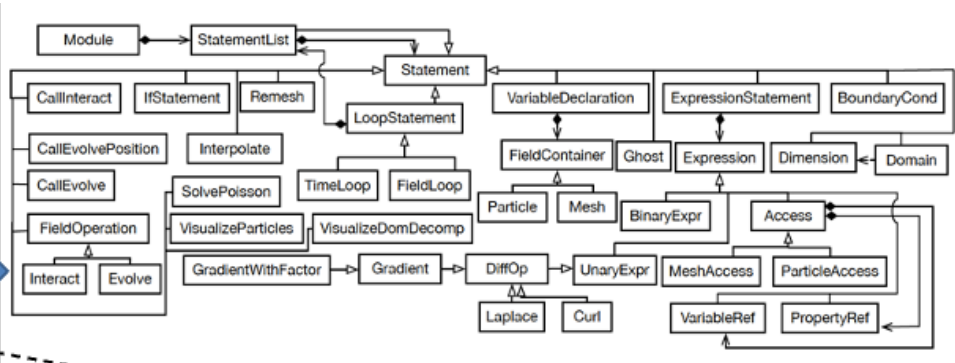 Module
StatementList
Statement
CallInteract
IfStatement
Remesh
VariableDeclaration
ExpressionStatement
BoundaryCond
LoopStatement
CallEvolvePosition
Interpolate
FieldContainer
Ghost
Expression
Dimension
Domain
CallEvolve
SolvePoisson
TimeLoop
FieldLoop
Particle
Mesh
BinaryExpr
Access
FieldOperation
VisualizeParticles
VisualizeDomDecomp
Interact
Evolve
GradientWithFactor
Gradient
DiffOp
UnaryExpr
MeshAccess
ParticleAccess
Laplace
Curl
VariableRef
PropertyRef